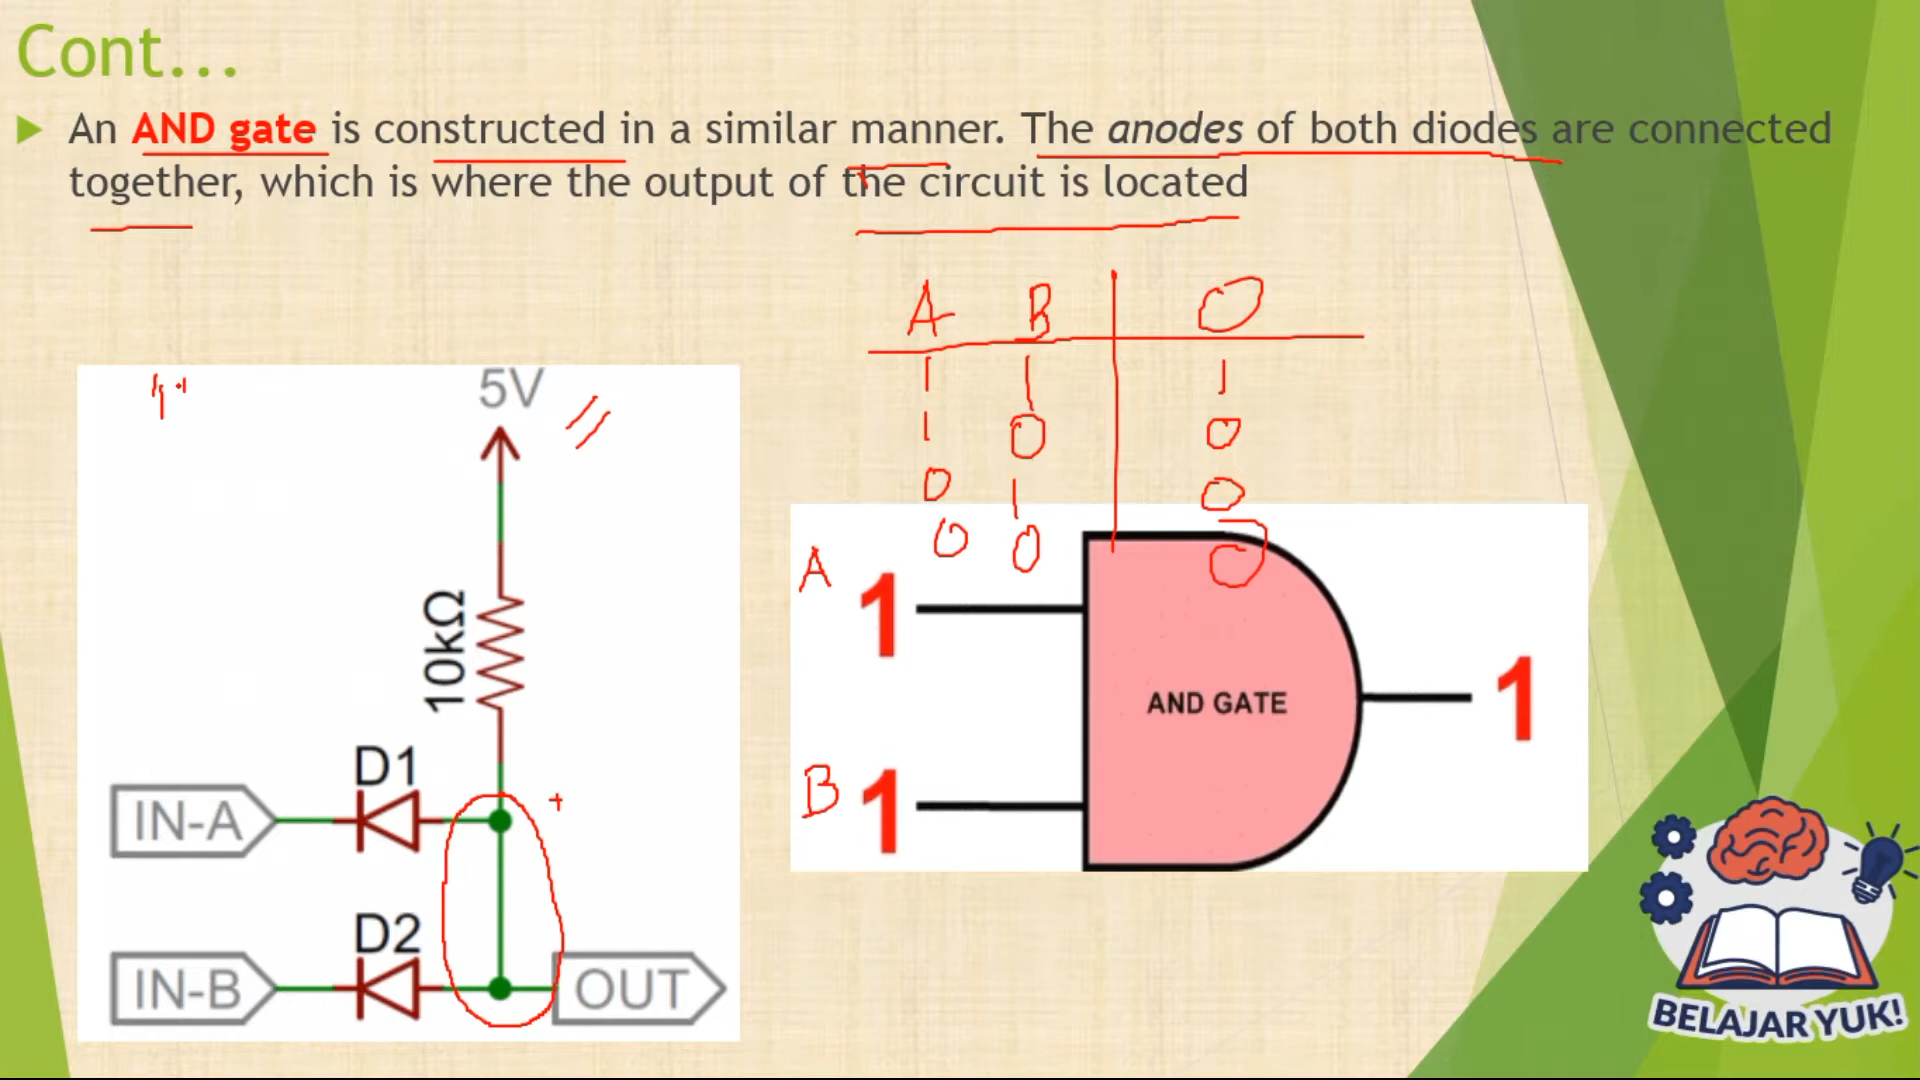 Cont...
An AND gate is constructed in a similar manner. The anodes of both diodes are connected
together, which is where the output of the circuit is located
A B O
1 1 1
1 0 0
0 1 0
0 0 0
5V
10kΩ
D1
IN-A
D2
IN-B
OUT
+
A 1
AND GATE
1
B 1
BELAJAR YUK!